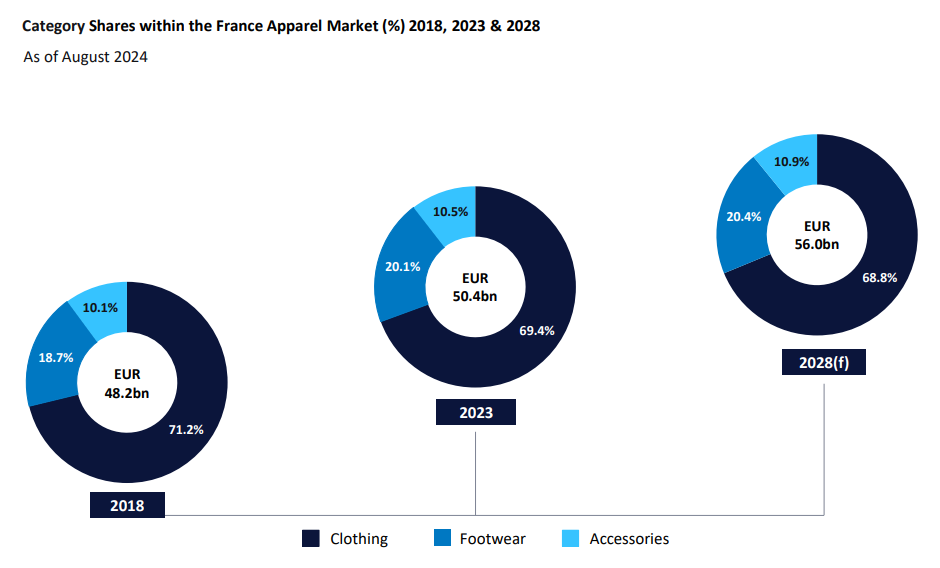 Category Shares within the France Apparel Market (%) 2018, 2023 & 2028
As of August 2024
10.1%
18.7%
EUR
48.2bn
71.2%
2018
10.5%
20.1%
EUR
50.4bn
69.4%
2023
10.9%
20.4%
EUR
56.0bn
68.8%
2028(f)
Clothing
Footwear
Accessories